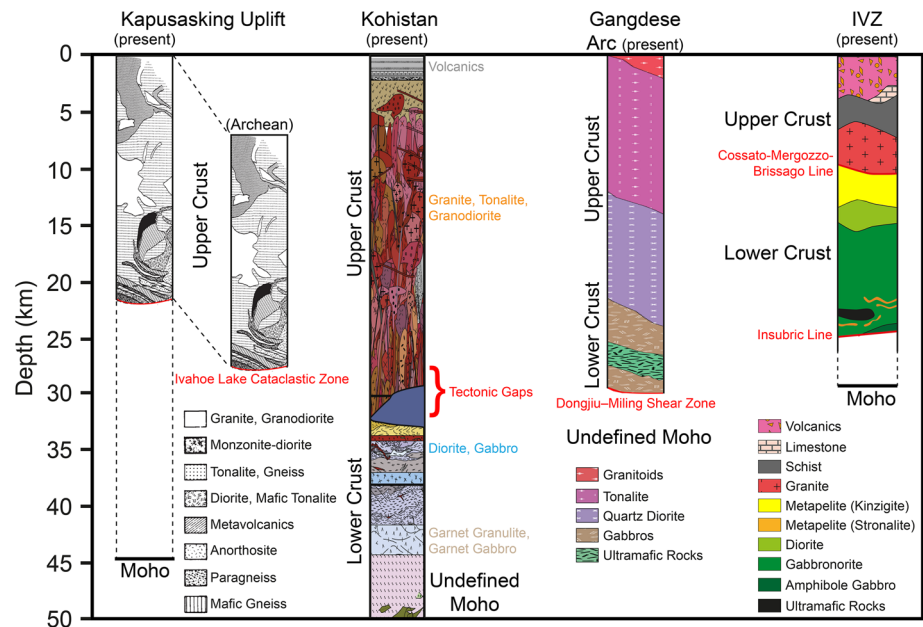 Kapusasking Uplift
(present)
Kohistan
(present)
Gangdese
Arc (present)
IVZ
(present)
Depth (km)
0
5
10
15
20
25
30
35
40
45
50
(Archean)
Upper Crust
Ivahoe Lake Cataclastic Zone
Granite, Granodiorite
Monzonite-diorite
Tonalite, Gneiss
Diorite, Mafic Tonalite
Metavolcanics
Anorthosite
Paragneiss
Mafic Gneiss
Moho
Upper Crust
Lower Crust
Volcanics
Granite, Tonalite,
Granodiorite
Tectonic Gaps
Diorite, Gabbro
Garnet Granulite,
Garnet Gabbro
Undefined
Moho
Upper Crust
Lower Crust
Dongjiu–Miling Shear Zone
Undefined Moho
Granitoids
Tonalite
Quartz Diorite
Gabbros
Ultramafic Rocks
Upper Crust
Cossato-Mergozzo-
Brissago Line
Lower Crust
Insubric Line
Moho
Volcanics
Limestone
Schist
Granite
Metapelite (Kinzigite)
Metapelite (Stronalite)
Diorite
Gabbronorite
Amphibole Gabbro
Ultramafic Rocks